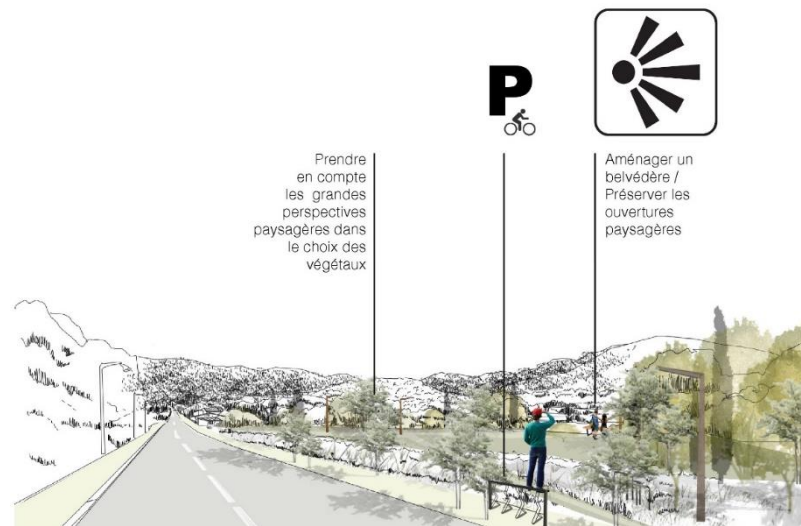 P
Prendre
en compte
les grandes
perspectives
paysagères dans
le choix des
végétaux
Aménager un
belvédère /
Préserver les
ouvertures
paysagères